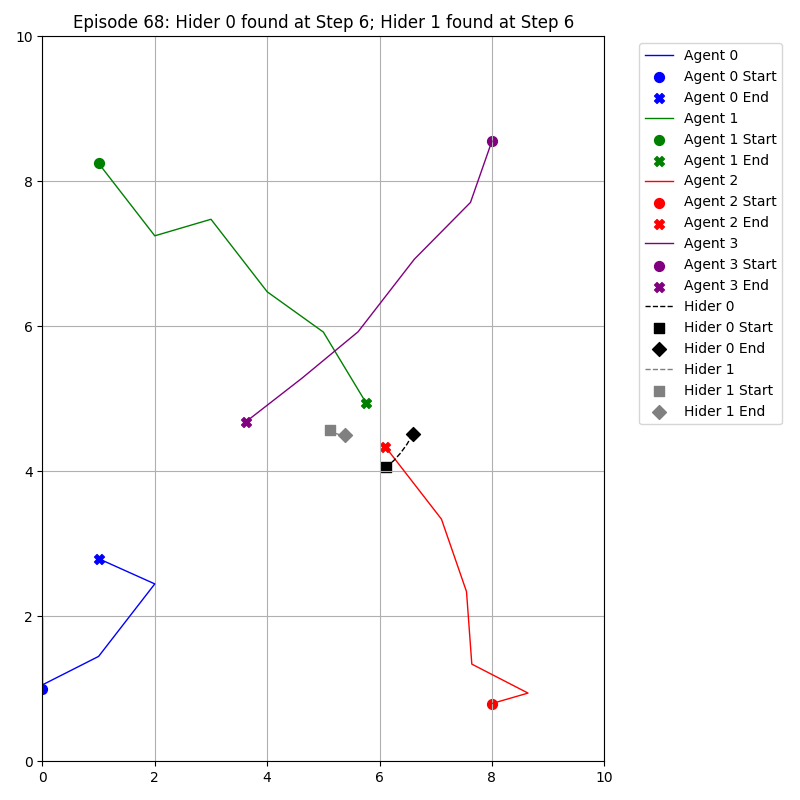 Episode 68: Hider 0 found at Step 6; Hider 1 found at Step 6
10
8
6
4
2
0
0 2 4 6 8 10
Agent 0
Agent 0 Start
Agent 0 End
Agent 1
Agent 1 Start
Agent 1 End
Agent 2
Agent 2 Start
Agent 2 End
Agent 3
Agent 3 Start
Agent 3 End
Hider 0
Hider 0 Start
Hider 0 End
Hider 1
Hider 1 Start
Hider 1 End